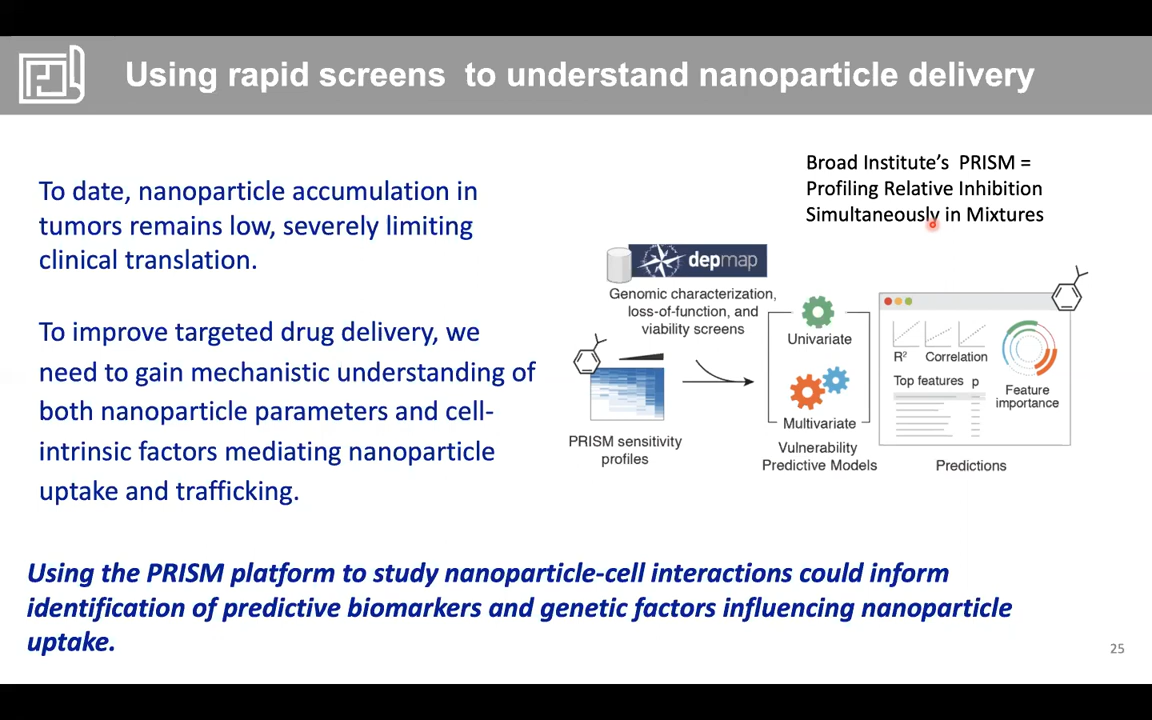 Using rapid screens  to understand nanoparticle delivery
To date, nanoparticle accumulation in
tumors remains low, severely limiting
clinical translation.
To improve targeted drug delivery, we
need to gain mechanistic understanding of
both nanoparticle parameters and cell-
intrinsic factors mediating nanoparticle
uptake and trafficking.
Broad Institute’s  PRISM =
Profiling Relative Inhibition
Simultaneously in Mixtures
depmap
Genomic characterization,
loss-of-function, and
viability screens
PRISM sensitivity
profiles
Univariate
Multivariate
Vulnerability
Predictive Models
R²
Correlation
Top features  p
Feature
importance
Predictions
Using the PRISM platform to study nanoparticle-cell interactions could inform
identification of predictive biomarkers and genetic factors influencing nanoparticle
uptake.
25